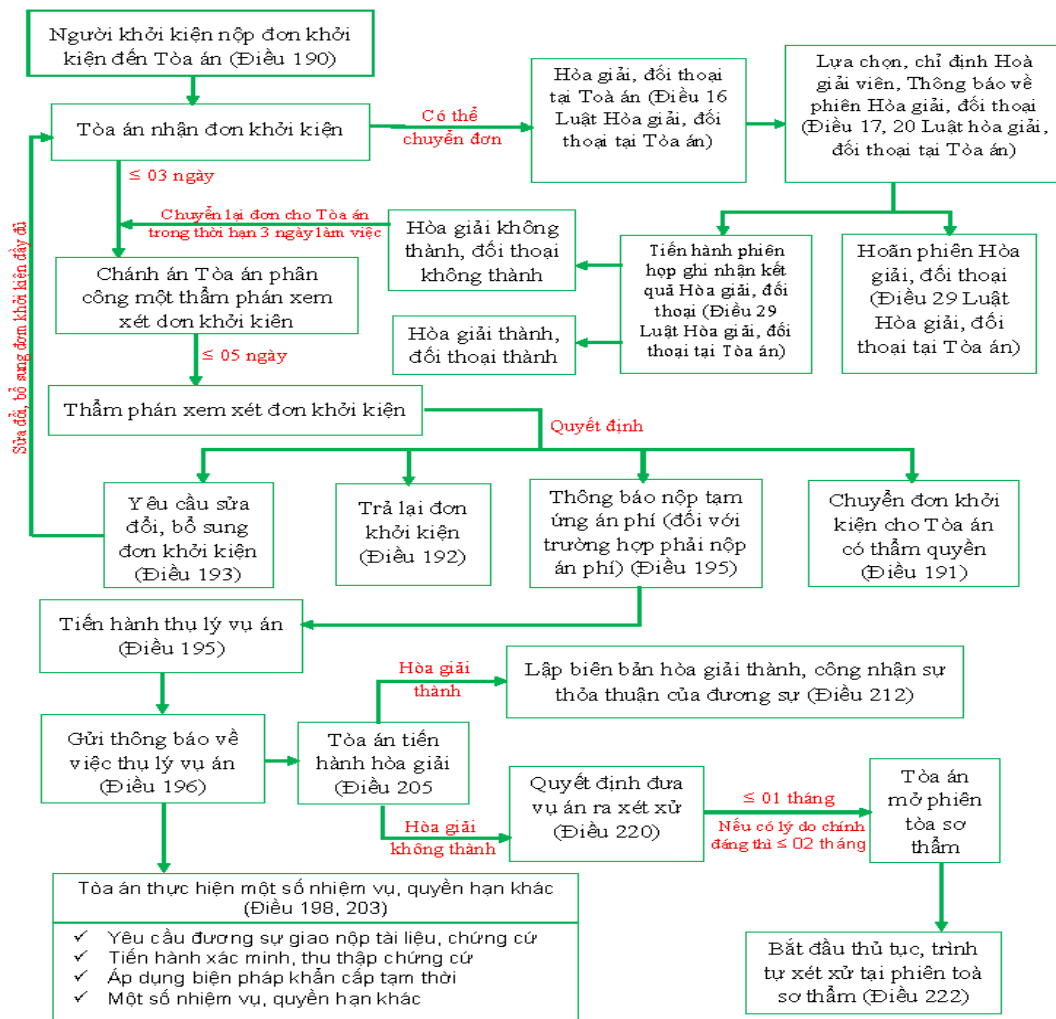 Người khởi kiện nộp đơn khởi
kiện đến Tòa án (Điều 190)
Tòa án nhận đơn khởi kiện
Có thể
chuyển đơn
Hòa giải, đối thoại
tại Toà án (Điều 16
Luật Hòa giải, đối
thoại tại Tòa án)
Lựa chọn, chỉ định Hoà
giải viên, Thông báo về
phiên Hòa giải, đối thoại
(Điều 17, 20 Luật hòa giải,
đối thoại tại Tòa án)
≤ 03 ngày
Chuyển lại đơn cho Tòa án
trong thời hạn 3 ngày làm việc
Hòa giải không
thành, đối thoại
không thành
Tiến hành phiên
họp ghi nhận kết
quả Hòa giải, đối
thoại (Điều 29
Luật Hòa giải, đối
thoại tại Tòa án)
Hoãn phiên Hòa
giải, đối thoại
(Điều 29 Luật
Hòa giải, đối
thoại tại Tòa án)
Chánh án Tòa án phân
công một thẩm phán xem
xét đơn khởi kiên
Hòa giải thành,
đối thoại thành
≤ 05 ngày
Thẩm phán xem xét đơn khởi kiện
Quyết định
Sửa đổi, bổ sung đơm khởi kiện đầy đủ
Yêu cầu sửa
đổi, bổ sung
đơn khởi kiện
(Điều 193)
Trả lại đơn
khởi kiện
(Điều 192)
Thông báo nộp tạm
ứng án phí (đối với
trường hợp phải nộp
án phí) (Điều 195)
Chuyển đơn khởi
kiện cho Tòa án
có thẩm quyền
(Điều 191)
Tiến hành thụ lý vụ án
(Điều 195)
Hòa giải
thành
Lập biên bản hòa giải thành, công nhận sự
thỏa thuận của đương sự (Điều 212)
Gửi thông báo về
việc thụ lý vụ án
(Điều 196)
Tòa án tiến
hành hòa giải
(Điều 205
Hòa giải
không thành
Quyết định đưa
vụ án ra xét xử
(Điều 220)
≤ 01 tháng
Nếu có lý do chính
đáng thì ≤ 02 tháng
Tòa án
mở phiên
tòa sơ
thẩm
Tòa án thực hiện một số nhiệm vụ, quyền hạn khác
(Điều 198, 203)
✓ Yêu cầu đương sự giao nộp tài liệu, chứng cứ
✓ Tiến hành xác minh, thu thập chứng cứ
✓ Áp dụng biện pháp khẩn cấp tạm thời
✓ Một số nhiệm vụ, quyền hạn khác
Bắt đầu thủ tục, trình
tự xét xử tại phiên toà
sơ thẩm (Điều 222)